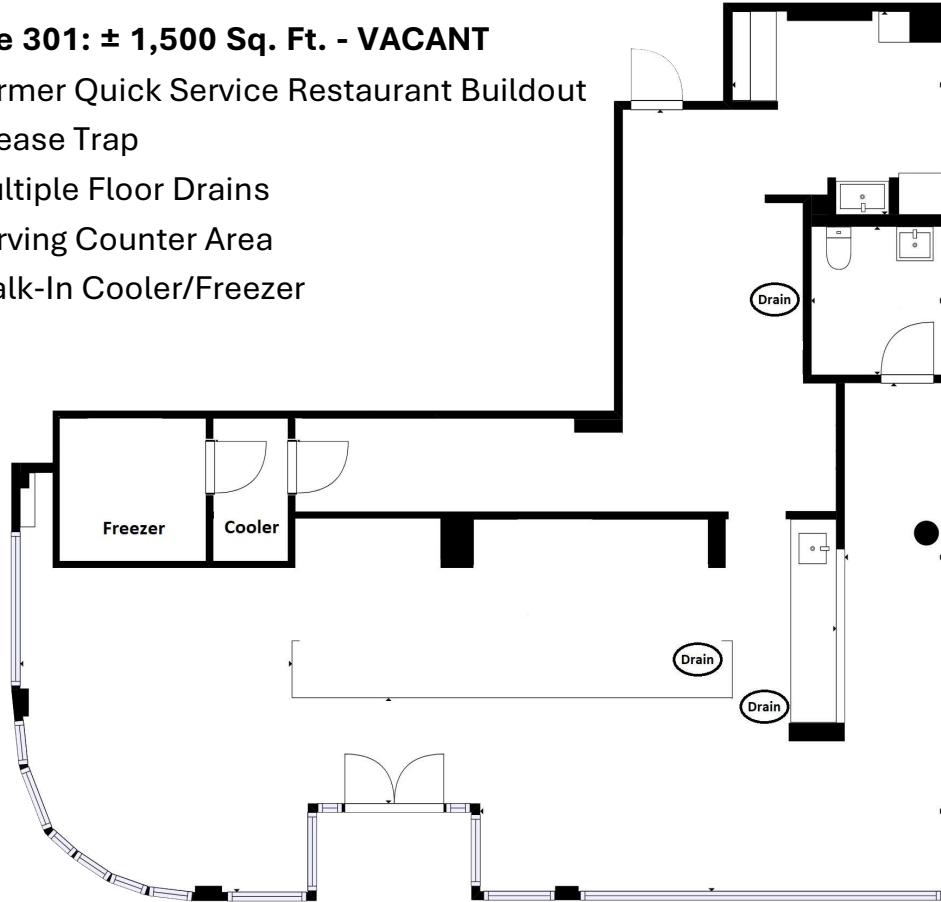 e 301: ± 1,500 Sq. Ft. - VACANT
rmer Quick Service Restaurant Buildout
ease Trap
ultiple Floor Drains
rving Counter Area
alk-In Cooler/Freezer
Drain
Freezer
Cooler
Drain
Drain